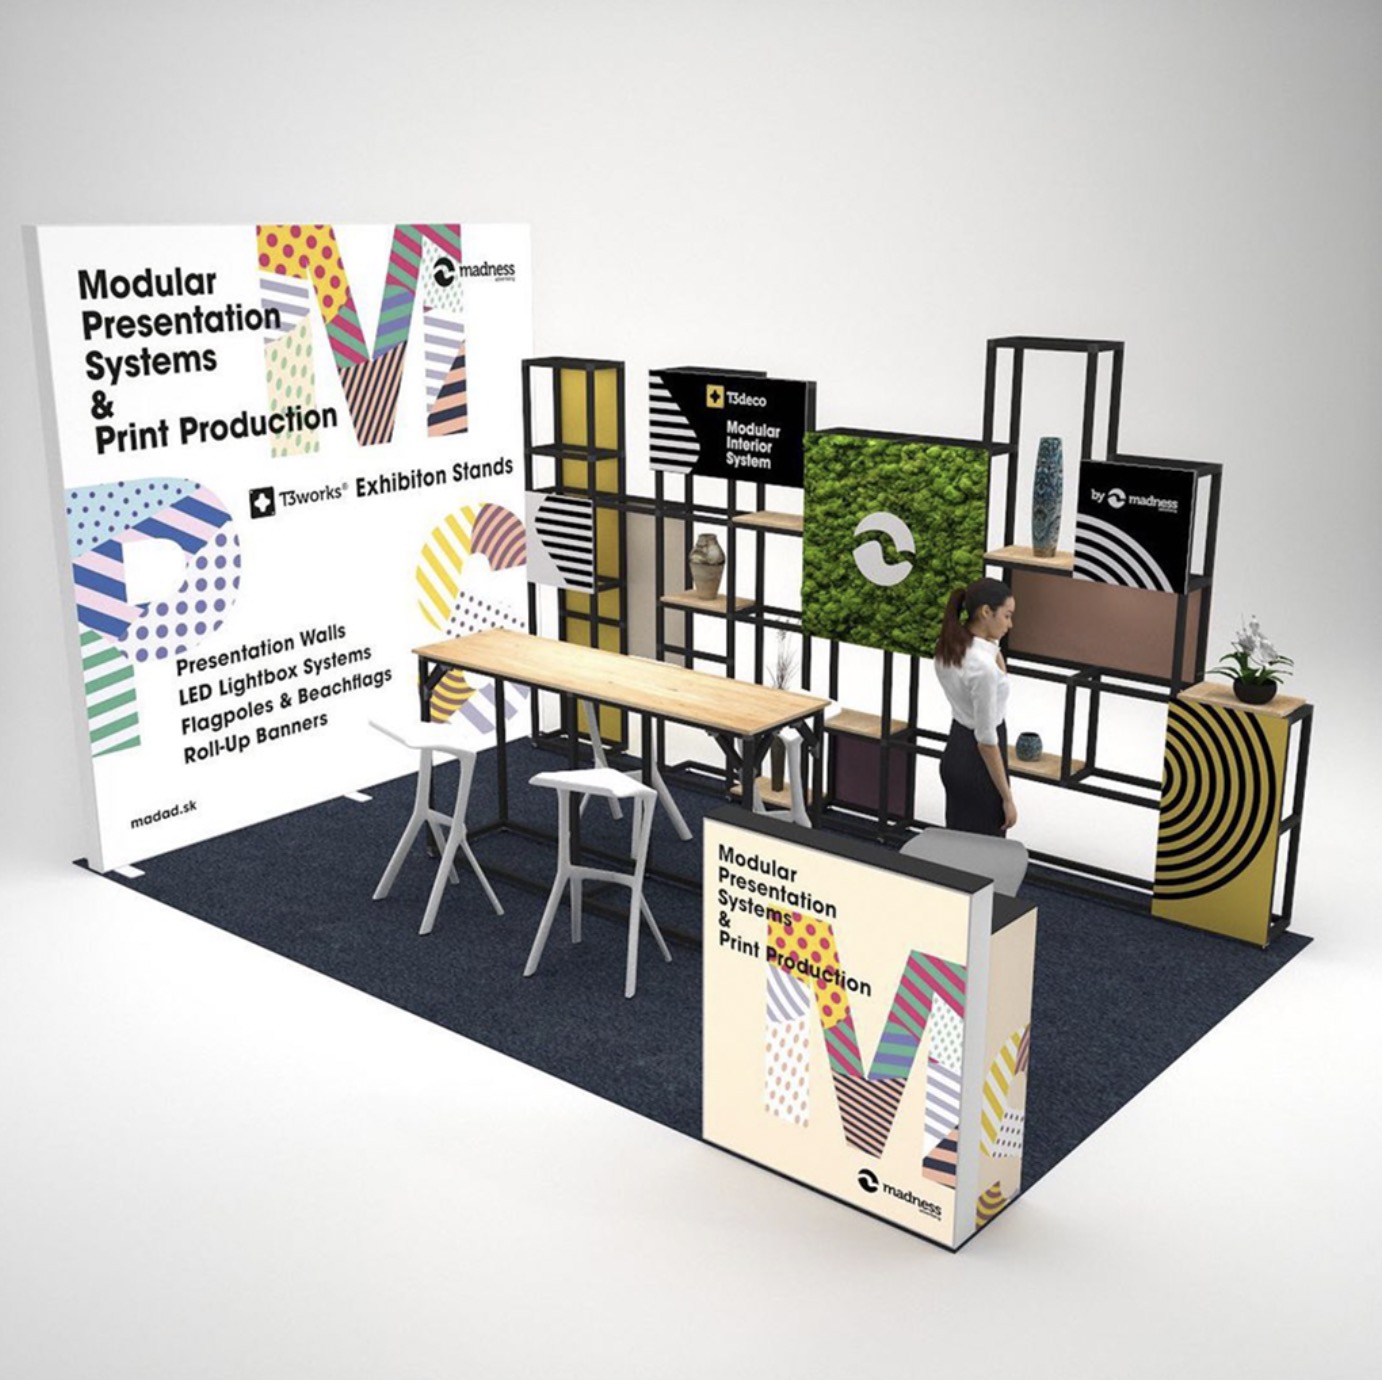 Modular
Presentation
Systems
&
Print Production
madness
T3works® Exhibiton Stands
Presentation Walls
LED Lightbox Systems
Flagpoles & Beachflags
Roll-Up Banners
madad.sk
T3deco
Modular
Interior
System
by madness
Modular
Presentation
Systems
&
Print Production
madness